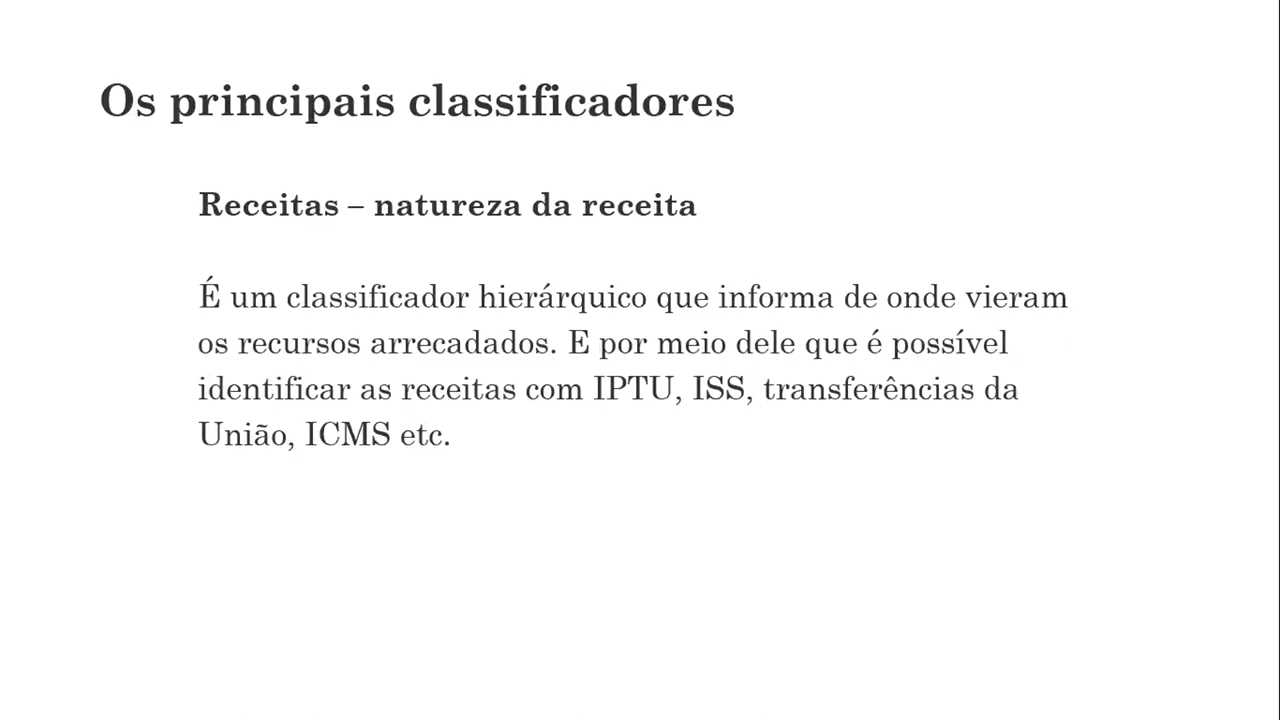 Os principais classificadores
Receitas – natureza da receita
É um classificador hierárquico que informa de onde vieram
os recursos arrecadados. E por meio dele que é possível
identificar as receitas com IPTU, ISS, transferências da
União, ICMS etc.